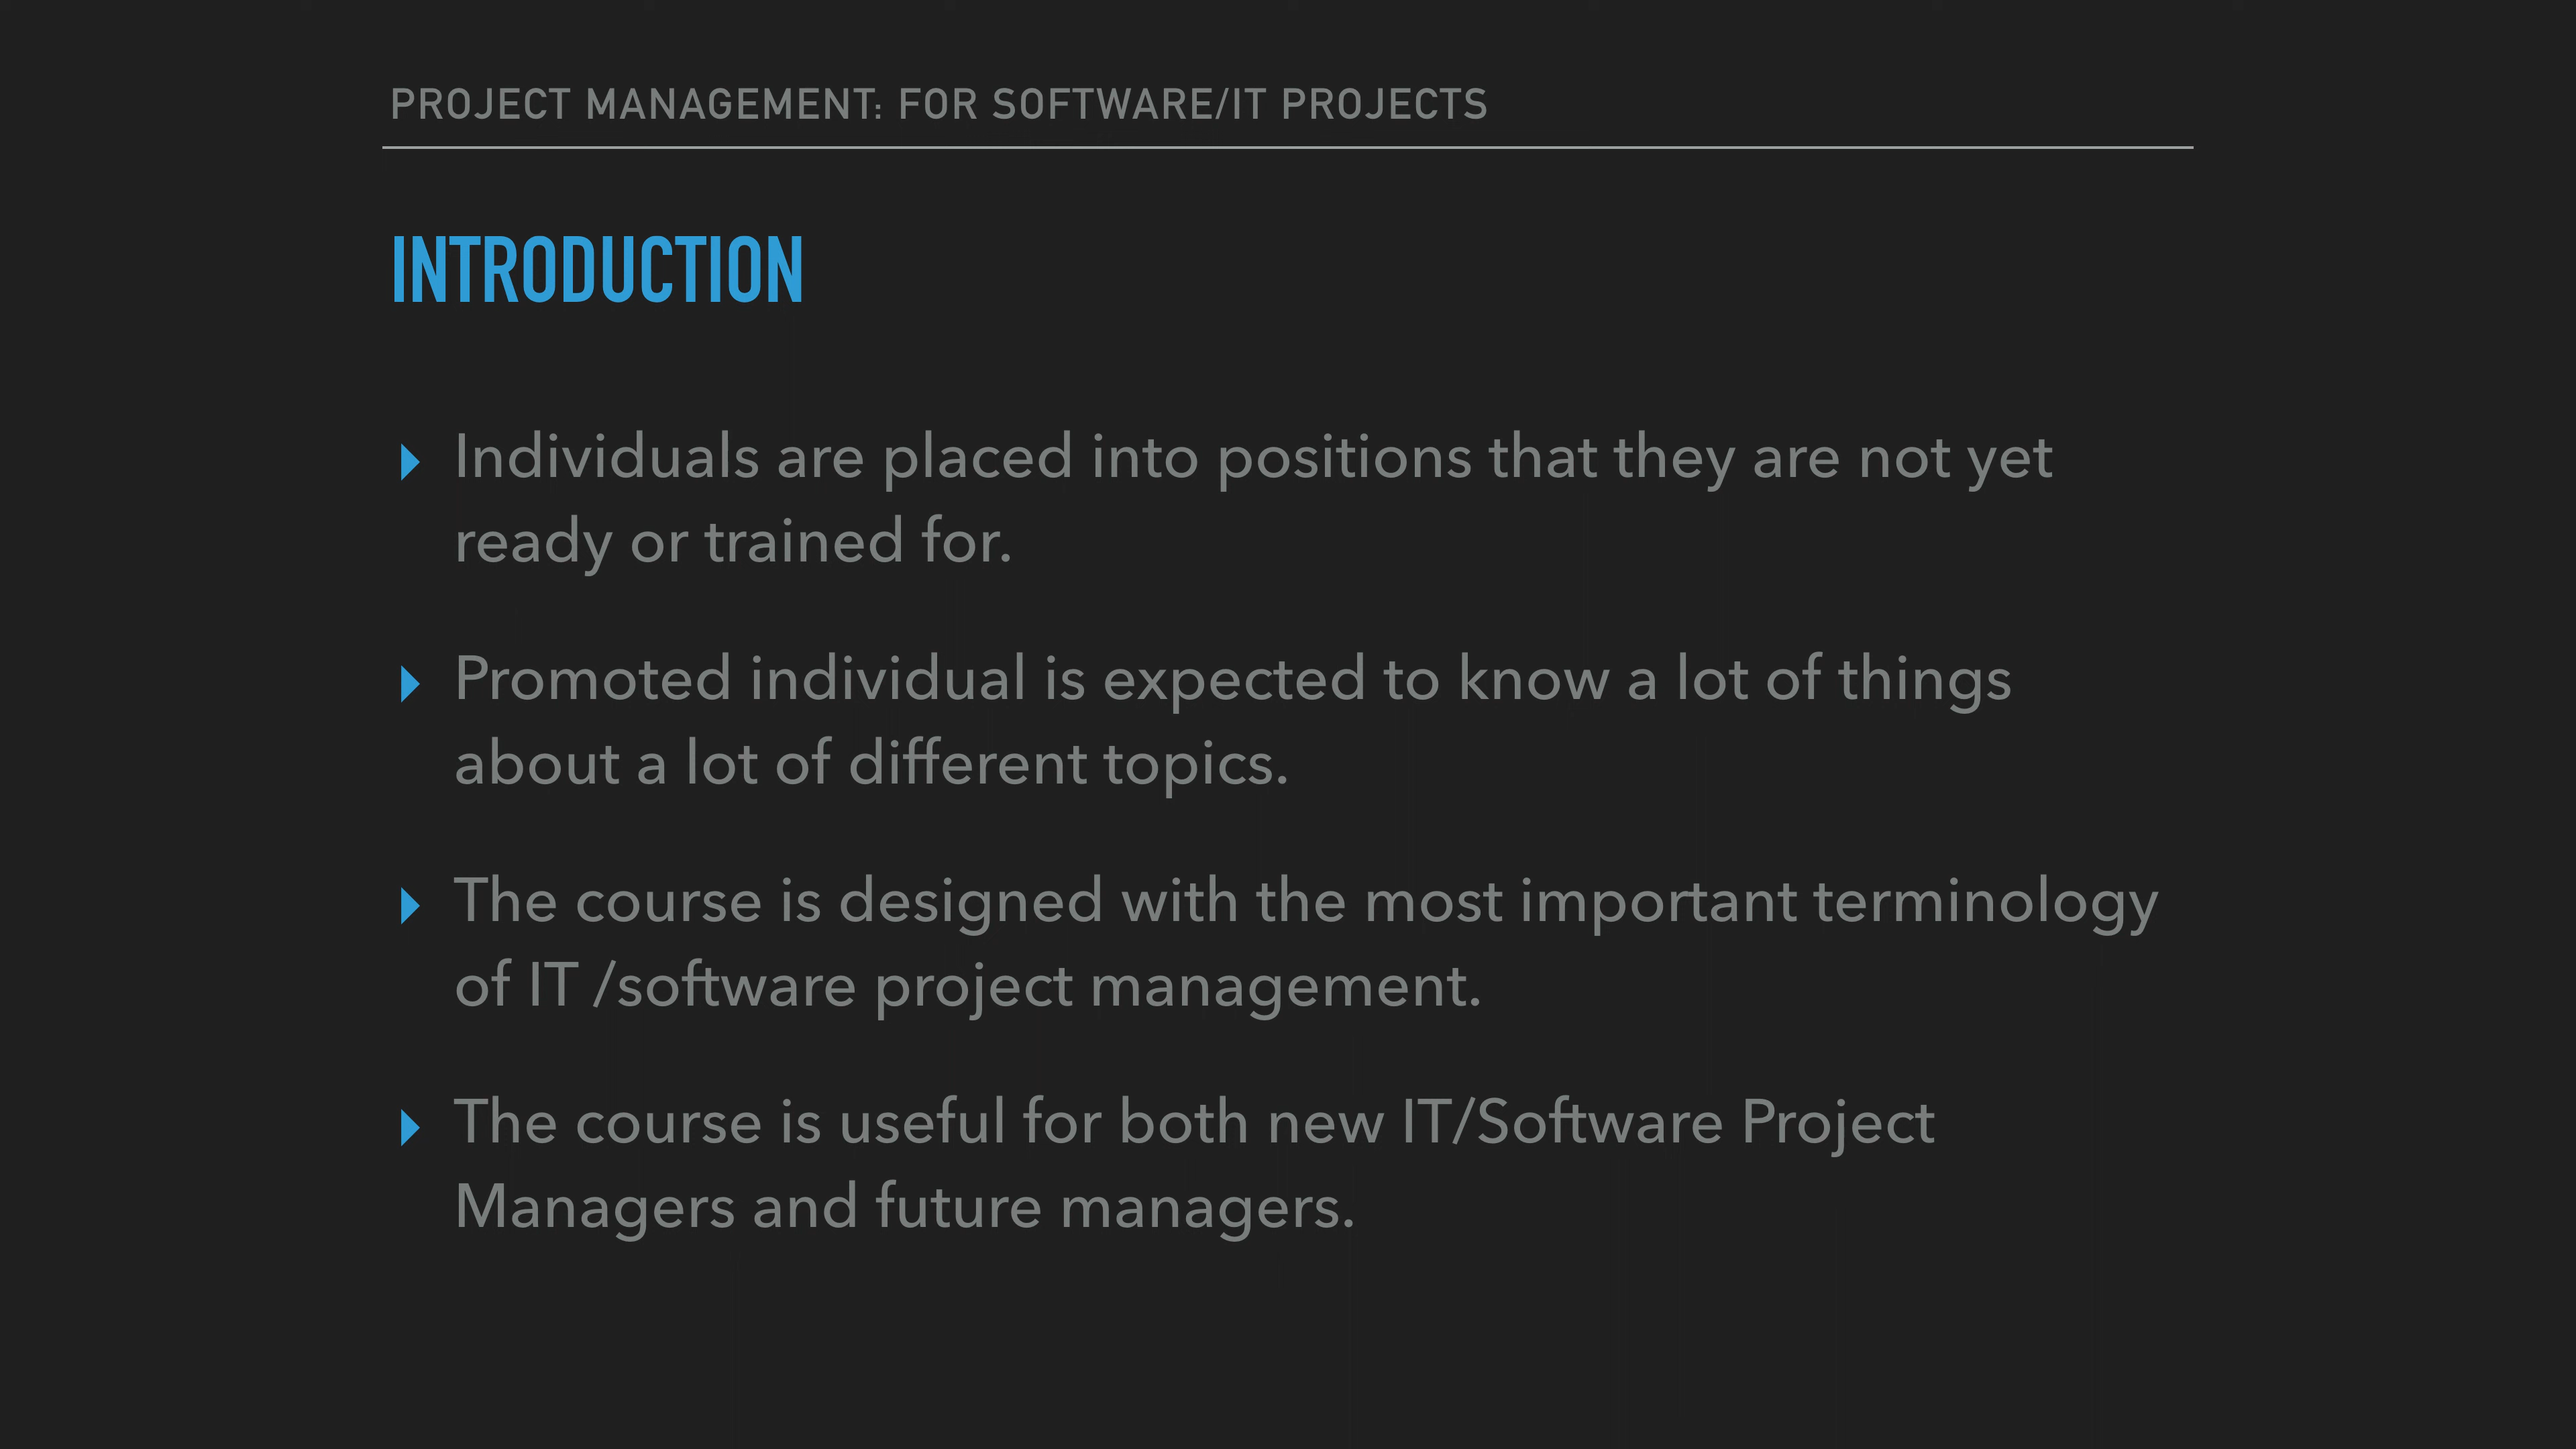 PROJECT MANAGEMENT: FOR SOFTWARE/IT PROJECTS
INTRODUCTION
Individuals are placed into positions that they are not yet
ready or trained for.
Promoted individual is expected to know a lot of things
about a lot of different topics.
The course is designed with the most important terminology
of IT /software project management.
The course is useful for both new IT/Software Project
Managers and future managers.